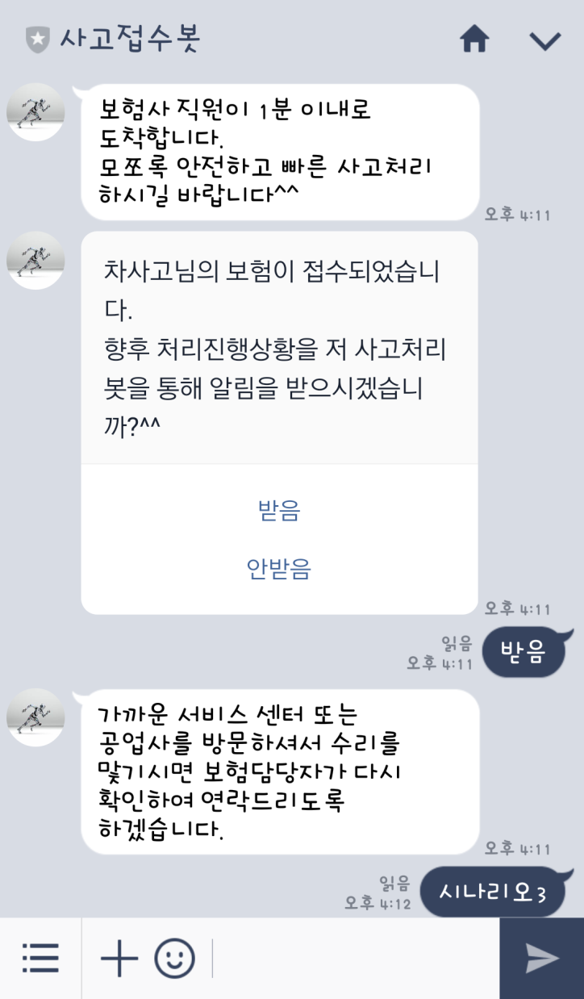 사고접수봇
보험사 직원이 1분 이내로
도착합니다.
모쪼록 안전하고 빠른 사고처리
하시길 바랍니다^^
오후 4:11
차사고님의 보험이 접수되었습니
다.
향후 처리진행상황을 저 사고처리
봇을 통해 알림을 받으시겠습니
까?^^
받음
안받음
오후 4:11
읽음
오후 4:11
받음
가까운 서비스 센터 또는
공업사를 방문하셔서 수리를
맟기시면 보험담당자가 다시
확인하여 연락드리도록
하겠습니다.
오후 4:11
읽음
오후 4:12
시나리오3